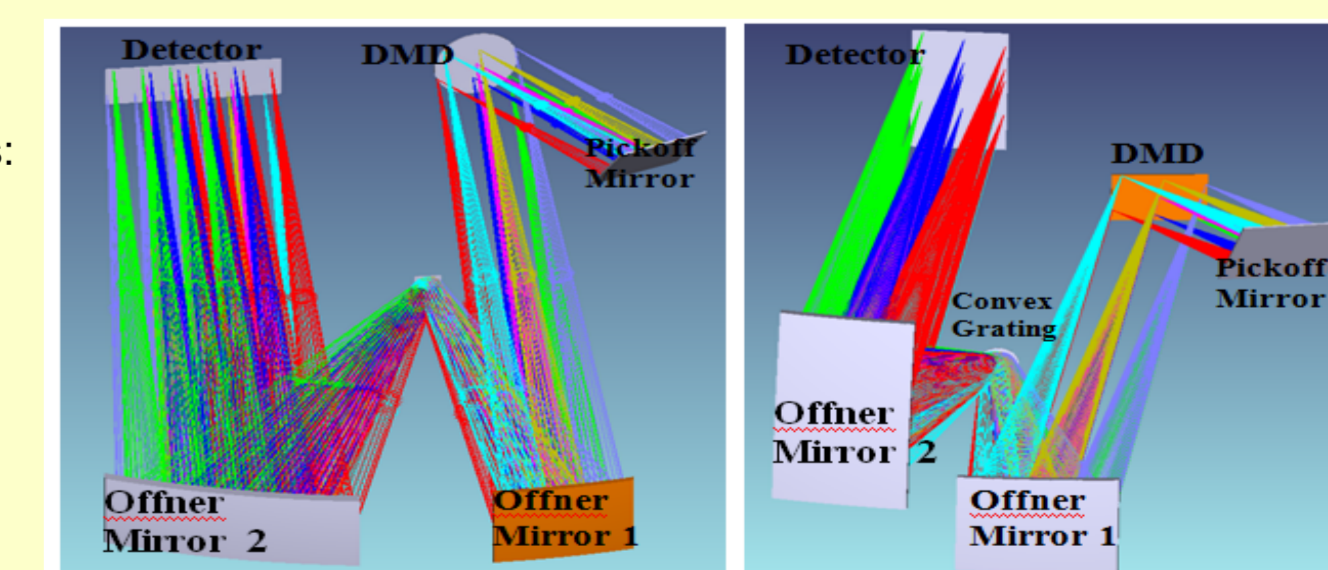 s:
Detector
DMD
Pickoff
Mirror
Offner
Mirror 2
Offner
Mirror 1
Detector
DMD
Pickoff
Mirror
Convex
Grating
Offner
Mirror 2
Offner
Mirror 1